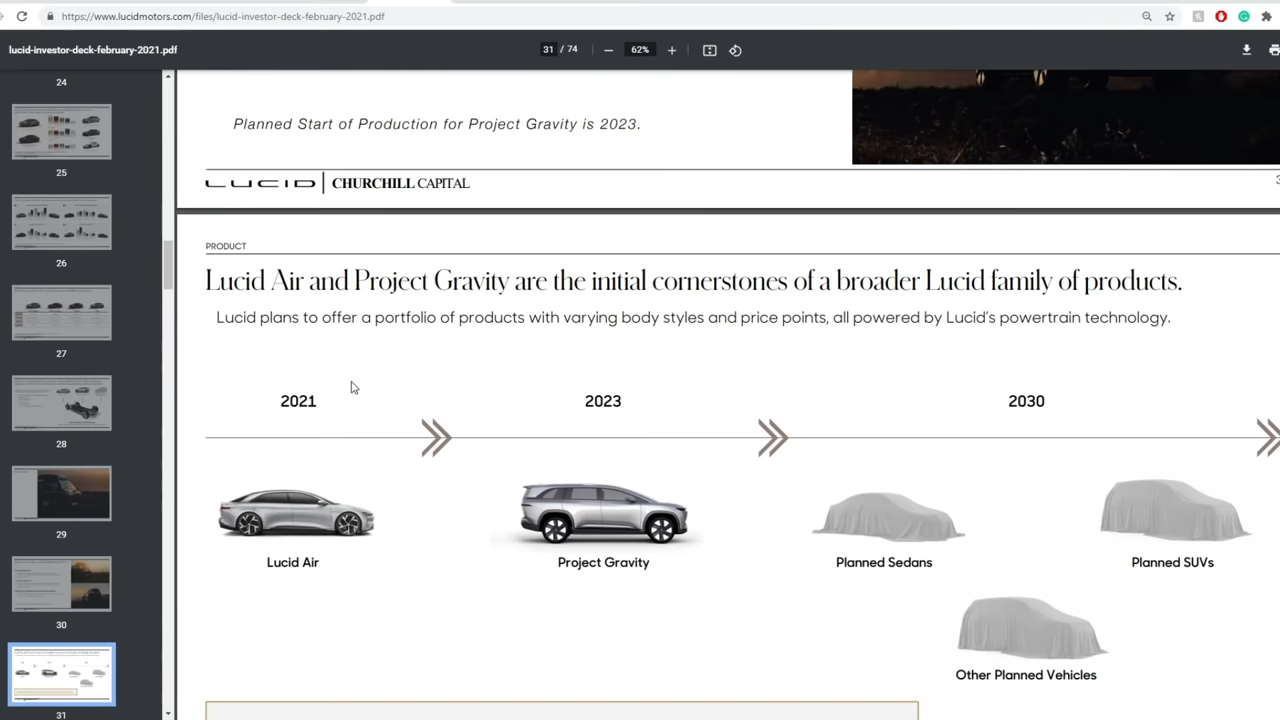 https://www.lucidmotors.com/files/lucid-investor-deck-february-2021.pdf
lucid-investor-deck-february-2021.pdf
31 / 74
62%
24
25
26
27
28
29
30
31
Planned Start of Production for Project Gravity is 2023.
LUCID | CHURCHILL CAPITAL
PRODUCT
Lucid Air and Project Gravity are the initial cornerstones of a broader Lucid family of products.
Lucid plans to offer a portfolio of products with varying body styles and price points, all powered by Lucid's powertrain technology.
2021
2023
2030
Lucid Air
Project Gravity
Planned Sedans
Planned SUVs
Other Planned Vehicles